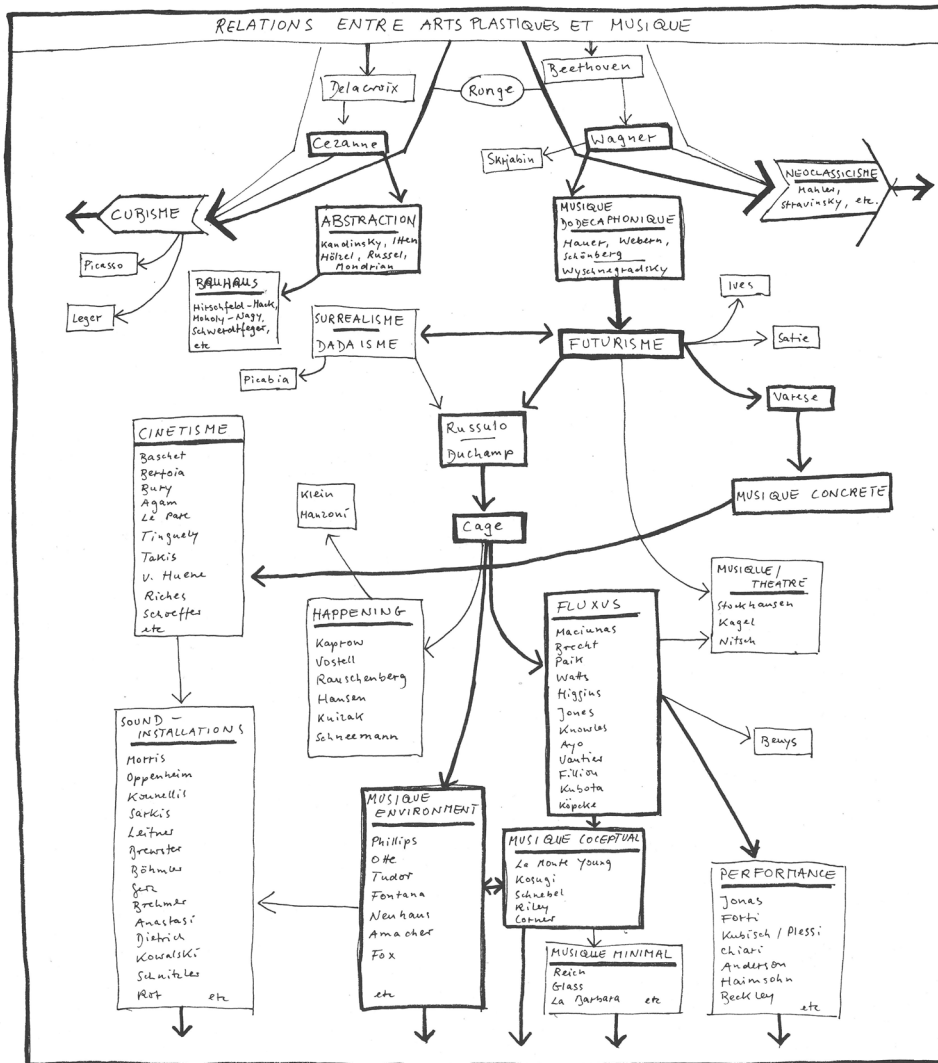 RELATIONS ENTRE ARTS PLASTIQUES ET MUSIQUE
Delacroix
Runge
Beethoven
Cezanne
Wagner
Skrjabin
CUBISME
Picasso
Leger
ABSTRACTION
Kandinsky, Itten
Hölzel, Russel,
Mondrian
BAUHAUS
Hirschfeld-Mack,
Moholy-Nagy,
Schwerdtfeger,
etc
MUSIQUE
DODECAPHONIQUE
Hauer, Webern,
Schönberg
Wyschnegradsky
NEOCLASSICISME
Mahler,
Stravinsky, etc.
SURREALISME
DADAISME
Picabia
FUTURISME
Ives
Satie
Varese
Russulo
Duchamp
MUSIQUE CONCRETE
Cage
CINETISME
Baschet
Bertoia
Bury
Agam
Le Parc
Tinguely
Takis
v. Huene
Riches
Schoeffer
etc
Klein
Manzoni
HAPPENING
Kaprow
Vostell
Rauschenberg
Hansen
Knizak
Schneemann
FLUXUS
Maciunas
Brecht
Paik
Watts
Higgins
Jones
Knowles
Ayo
Vautier
Fillion
Kubota
Köpcke
MUSIQUE/
THEATRE
Stockhausen
Kagel
Nitsch
Beuys
SOUND-
INSTALLATIONS
Morris
Oppenheim
Kounellis
Sarkis
Leitner
Brewster
Böhmler
Gerz
Brehmer
Anastasi
Dietrich
Kowalski
Schnitzler
Rot etc
MUSIQUE
ENVIRONMENT
Phillips
Otte
Tudor
Fontana
Neuhaus
Amacher
Fox
etc
MUSIQUE COCEPTUAL
La Monte Young
Kosugi
Schnebel
Riley
Corner
MUSIQUE MINIMAL
Reich
Glass
La Barbara etc
PERFORMANCE
Jonas
Forti
Kubisch / Plessi
Chiari
Anderson
Haimsohn
Beckley
etc